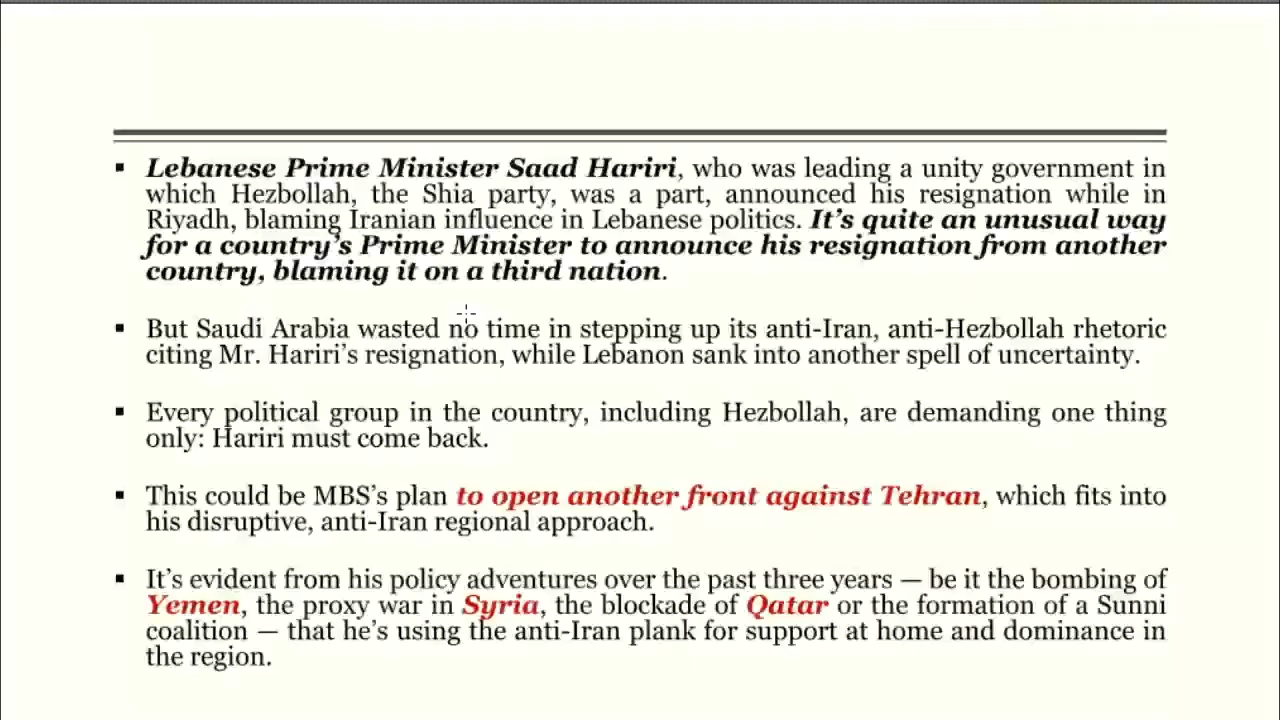 ▪ Lebanese Prime Minister Saad Hariri, who was leading a unity government in
which Hezbollah, the Shia party, was a part, announced his resignation while in
Riyadh, blaming Iranian influence in Lebanese politics. It's quite an unusual way
for a country's Prime Minister to announce his resignation from another
country, blaming it on a third nation.
▪ But Saudi Arabia wasted no time in stepping up its anti-Iran, anti-Hezbollah rhetoric
citing Mr. Hariri's resignation, while Lebanon sank into another spell of uncertainty.
▪ Every political group in the country, including Hezbollah, are demanding one thing
only: Hariri must come back.
▪ This could be MBS's plan to open another front against Tehran, which fits into
his disruptive, anti-Iran regional approach.
▪ It's evident from his policy adventures over the past three years — be it the bombing of
Yemen, the proxy war in Syria, the blockade of Qatar or the formation of a Sunni
coalition — that he's using the anti-Iran plank for support at home and dominance in
the region.